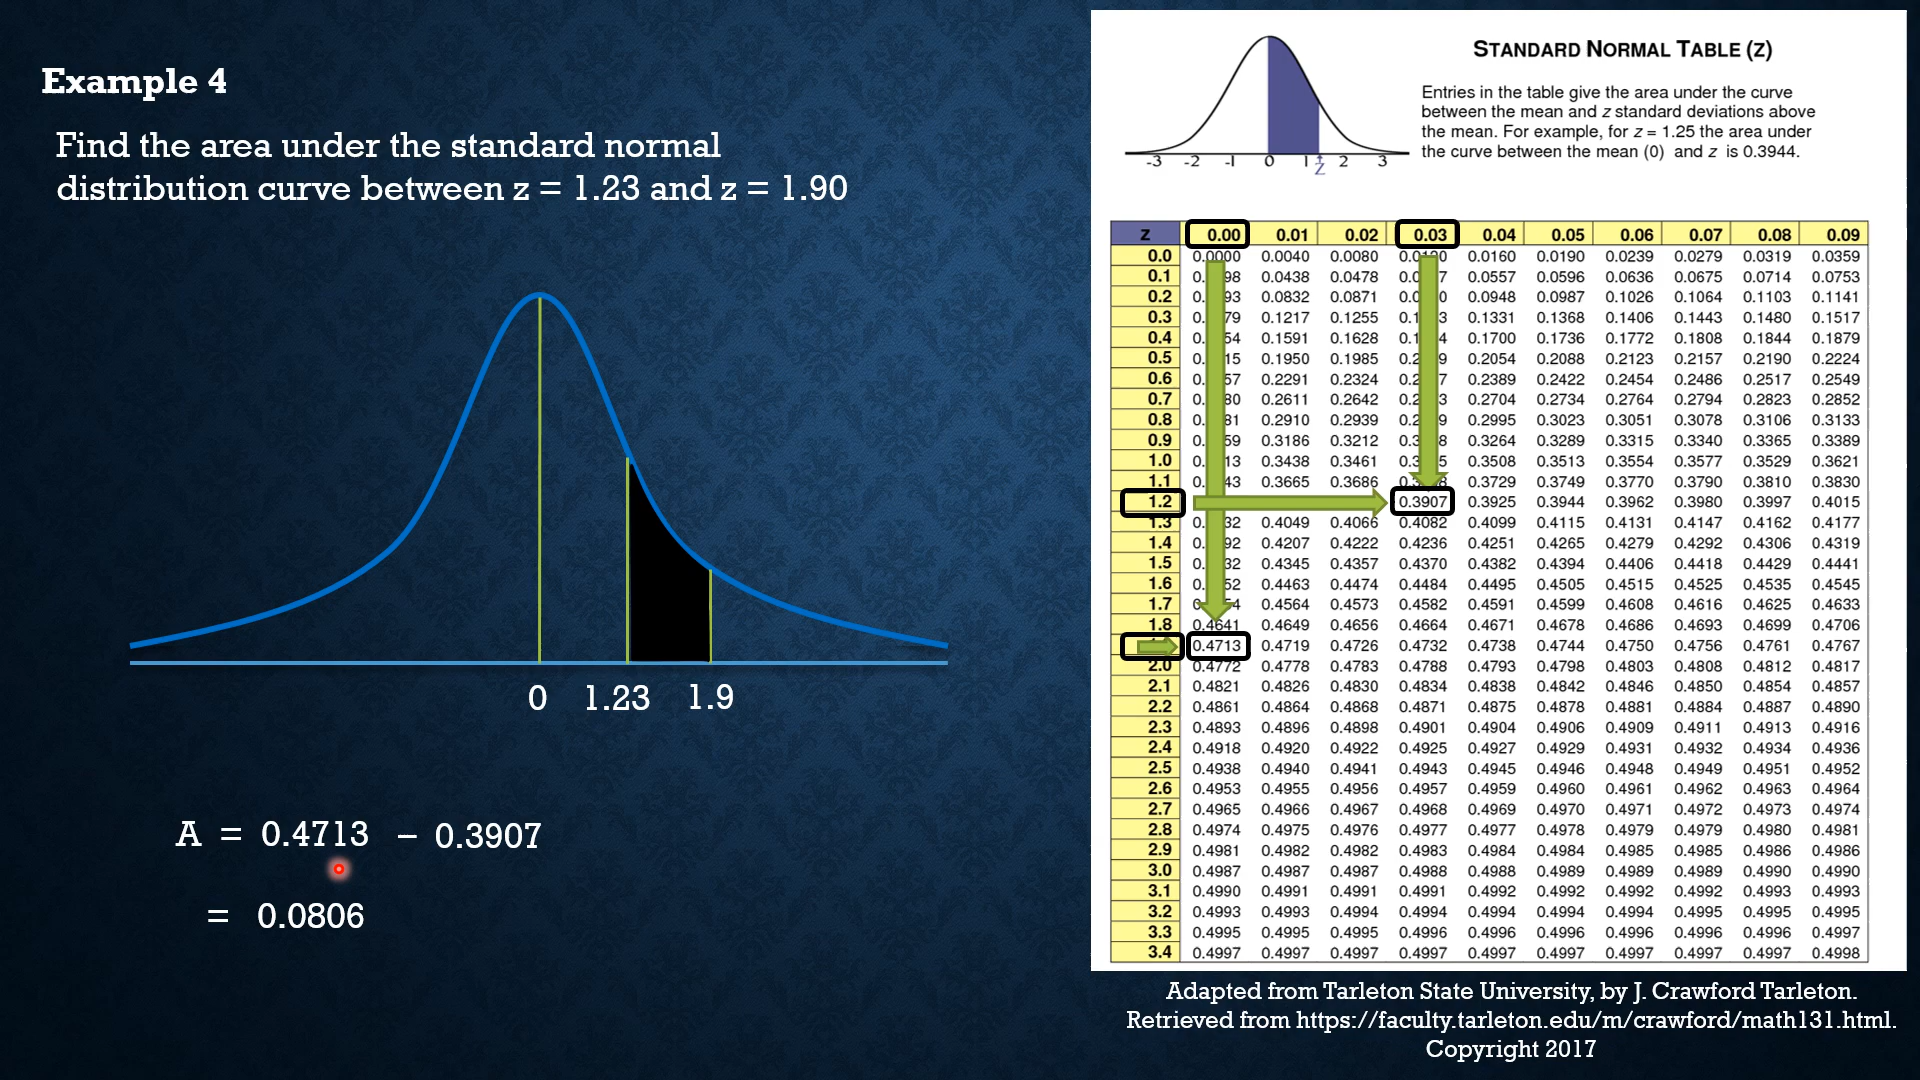 Example 4
Find the area under the standard normal
distribution curve between z = 1.23 and z = 1.90
0 1.23 1.9
A = 0.4713 – 0.3907
= 0.0806
STANDARD NORMAL TABLE (Z)
Entries in the table give the area under the curve
between the mean and z standard deviations above
the mean. For example, for z = 1.25 the area under
the curve between the mean (0) and z is 0.3944.
-3 -2 -1 0 1 2 3
Z
z 0.00 0.01 0.02 0.03 0.04 0.05 0.06 0.07 0.08 0.09
0.0 0.0000 0.0040 0.0080 0.0160 0.0190 0.0239 0.0279 0.0319 0.0359
0.1 0.0438 0.0478 0.0557 0.0596 0.0636 0.0675 0.0714 0.0753
0.2 0.0832 0.0871 0.0948 0.0987 0.1026 0.1064 0.1103 0.1141
0.3 0.1217 0.1255 0.1331 0.1368 0.1406 0.1443 0.1480 0.1517
0.4 0.1591 0.1628 0.1700 0.1736 0.1772 0.1808 0.1844 0.1879
0.5 0.1950 0.1985 0.2054 0.2088 0.2123 0.2157 0.2190 0.2224
0.6 0.2291 0.2324 0.2389 0.2422 0.2454 0.2486 0.2517 0.2549
0.7 0.2611 0.2642 0.2704 0.2734 0.2764 0.2794 0.2823 0.2852
0.8 0.2910 0.2939 0.2995 0.3023 0.3051 0.3078 0.3106 0.3133
0.9 0.3186 0.3212 0.3264 0.3289 0.3315 0.3340 0.3365 0.3389
1.0 0.3438 0.3461 0.3508 0.3513 0.3554 0.3577 0.3529 0.3621
1.1 0.3665 0.3686 0.3729 0.3749 0.3770 0.3790 0.3810 0.3830
1.2 0.3907 0.3925 0.3944 0.3962 0.3980 0.3997 0.4015
1.3 0.4049 0.4066 0.4082 0.4099 0.4115 0.4131 0.4147 0.4162 0.4177
1.4 0.4207 0.4222 0.4236 0.4251 0.4265 0.4279 0.4292 0.4306 0.4319
1.5 0.4345 0.4357 0.4370 0.4382 0.4394 0.4406 0.4418 0.4429 0.4441
1.6 0.4463 0.4474 0.4484 0.4495 0.4505 0.4515 0.4525 0.4535 0.4545
1.7 0.4564 0.4573 0.4582 0.4591 0.4599 0.4608 0.4616 0.4625 0.4633
1.8 0.4641 0.4649 0.4656 0.4664 0.4671 0.4678 0.4686 0.4693 0.4699 0.4706
0.4713 0.4719 0.4726 0.4732 0.4738 0.4744 0.4750 0.4756 0.4761 0.4767
2.0 0.4772 0.4778 0.4783 0.4788 0.4793 0.4798 0.4803 0.4808 0.4812 0.4817
2.1 0.4821 0.4826 0.4830 0.4834 0.4838 0.4842 0.4846 0.4850 0.4854 0.4857
2.2 0.4861 0.4864 0.4868 0.4871 0.4875 0.4878 0.4881 0.4884 0.4887 0.4890
2.3 0.4893 0.4896 0.4898 0.4901 0.4904 0.4906 0.4909 0.4911 0.4913 0.4916
2.4 0.4918 0.4920 0.4922 0.4925 0.4927 0.4929 0.4931 0.4932 0.4934 0.4936
2.5 0.4938 0.4940 0.4941 0.4943 0.4945 0.4946 0.4948 0.4949 0.4951 0.4952
2.6 0.4953 0.4955 0.4956 0.4957 0.4959 0.4960 0.4961 0.4962 0.4963 0.4964
2.7 0.4965 0.4966 0.4967 0.4968 0.4969 0.4970 0.4971 0.4972 0.4973 0.4974
2.8 0.4974 0.4975 0.4976 0.4977 0.4977 0.4978 0.4979 0.4979 0.4980 0.4981
2.9 0.4981 0.4982 0.4982 0.4983 0.4984 0.4984 0.4985 0.4985 0.4986 0.4986
3.0 0.4987 0.4987 0.4987 0.4988 0.4988 0.4989 0.4989 0.4989 0.4990 0.4990
3.1 0.4990 0.4991 0.4991 0.4991 0.4992 0.4992 0.4992 0.4992 0.4993 0.4993
3.2 0.4993 0.4993 0.4994 0.4994 0.4994 0.4994 0.4994 0.4995 0.4995 0.4995
3.3 0.4995 0.4995 0.4995 0.4996 0.4996 0.4996 0.4996 0.4996 0.4996 0.4997
3.4 0.4997 0.4997 0.4997 0.4997 0.4997 0.4997 0.4997 0.4997 0.4997 0.4998
Adapted from Tarleton State University, by J. Crawford Tarleton.
Retrieved from https://faculty.tarleton.edu/m/crawford/math131.html.
Copyright 2017